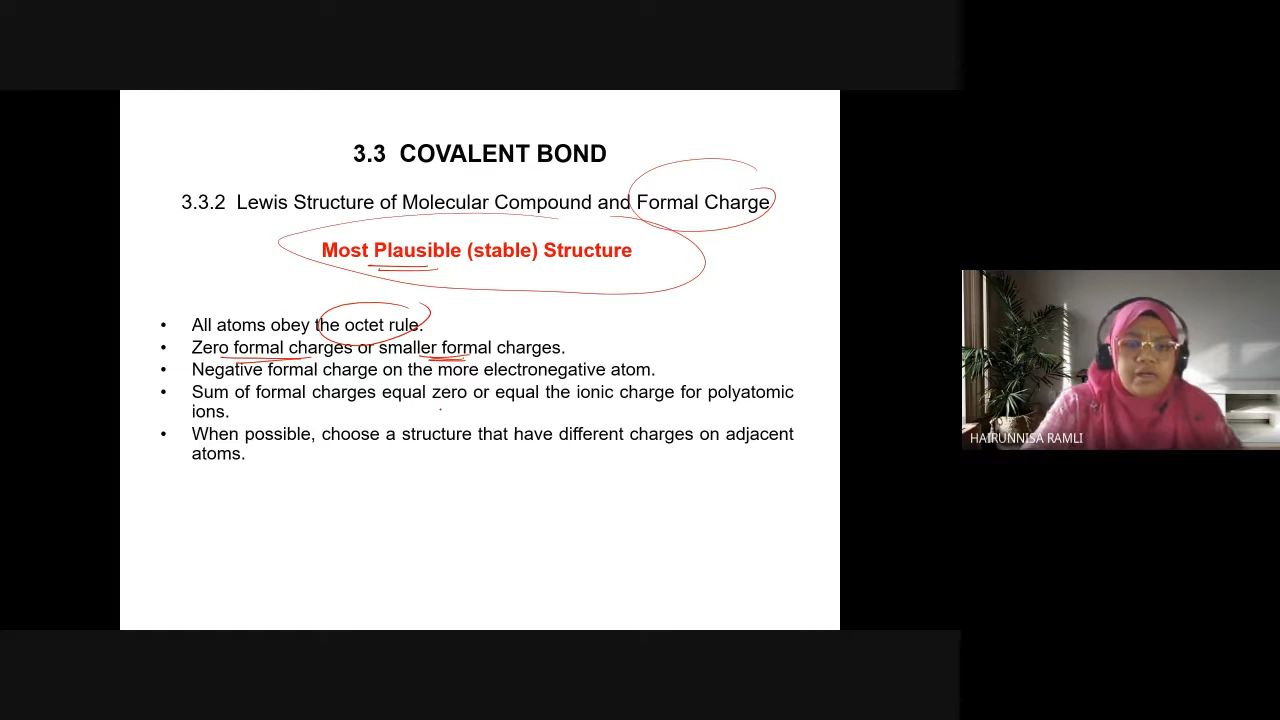 3.3 COVALENT BOND
3.3.2 Lewis Structure of Molecular Compound and Formal Charge
Most Plausible (stable) Structure
• All atoms obey the octet rule.
• Zero formal charges or smaller formal charges.
• Negative formal charge on the more electronegative atom.
• Sum of formal charges equal zero or equal the ionic charge for polyatomic
ions.
• When possible, choose a structure that have different charges on adjacent
atoms.
HAIRUNNISA RAMLI